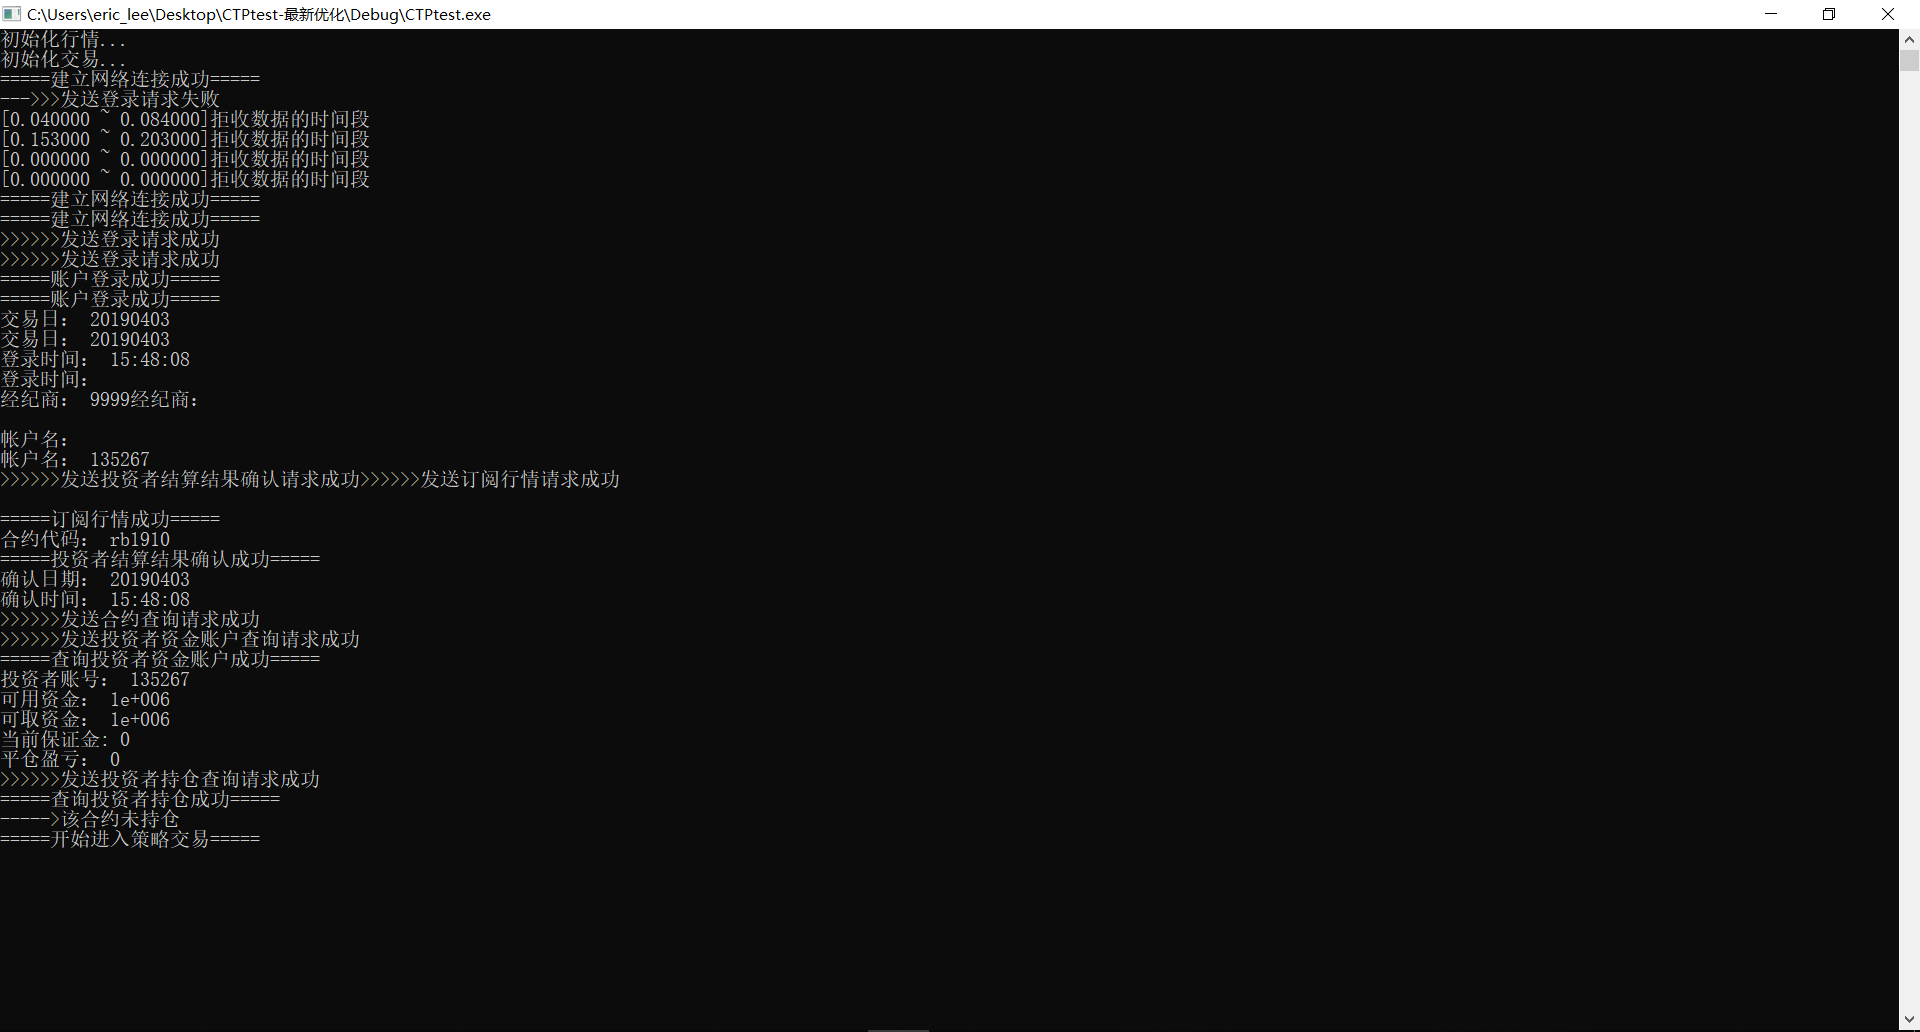 C:\Users\eric_lee\Desktop\CTPtest-最新优化\Debug\CTPtest.exe
初始化行情...
初始化交易...
=====建立网络连接成功=====
--->>>发送登录请求失败
[0.040000 ~ 0.084000]拒收数据的时间段
[0.153000 ~ 0.203000]拒收数据的时间段
[0.000000 ~ 0.000000]拒收数据的时间段
[0.000000 ~ 0.000000]拒收数据的时间段
=====建立网络连接成功=====
=====建立网络连接成功=====
>>>>>>发送登录请求成功
>>>>>>发送登录请求成功
=====账户登录成功=====
=====账户登录成功=====
交易日： 20190403
交易日： 20190403
登录时间： 15:48:08
登录时间：
经纪商： 9999经纪商：
帐户名：
帐户名： 135267
>>>>>>发送投资者结算结果确认请求成功>>>>>>发送订阅行情请求成功
=====订阅行情成功=====
合约代码： rb1910
=====投资者结算结果确认成功=====
确认日期： 20190403
确认时间： 15:48:08
>>>>>>发送合约查询请求成功
>>>>>>发送投资者资金账户查询请求成功
=====查询投资者资金账户成功=====
投资者账号： 135267
可用资金： 1e+006
可取资金： 1e+006
当前保证金: 0
平仓盈亏： 0
>>>>>>发送投资者持仓查询请求成功
=====查询投资者持仓成功=====
----->该合约未持仓
=====开始进入策略交易=====